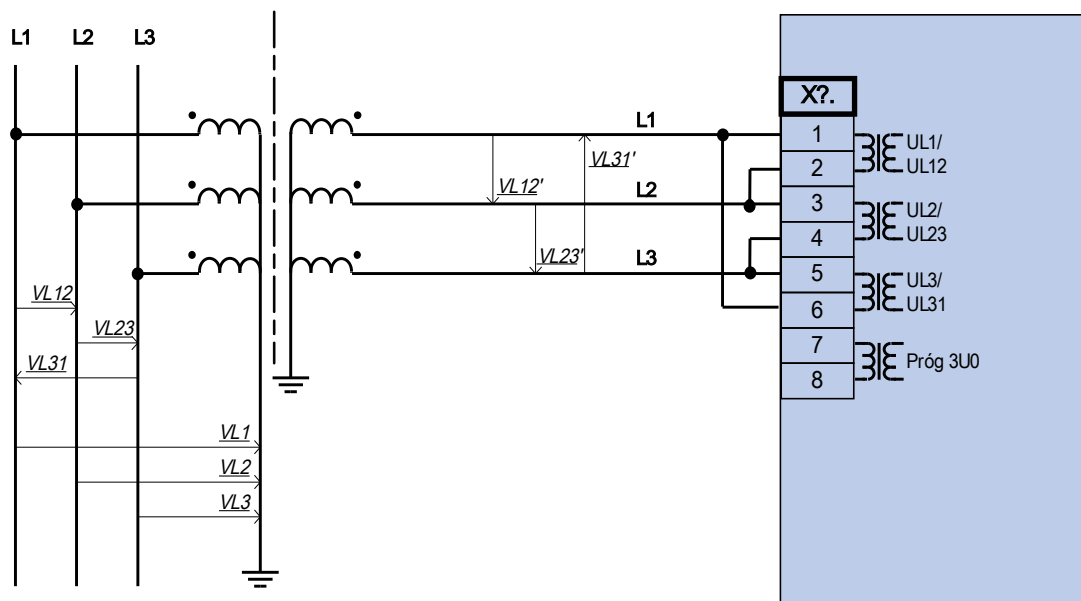 L1 L2 L3
X?.
L1
1
UL1/
VL31'
2
UL12
VL12'
L2
3
UL2/
4
UL23
VL23'
L3
5
UL3/
6
UL31
VL12
VL23
VL31
7
Próg 3U0
8
VL1
VL2
VL3